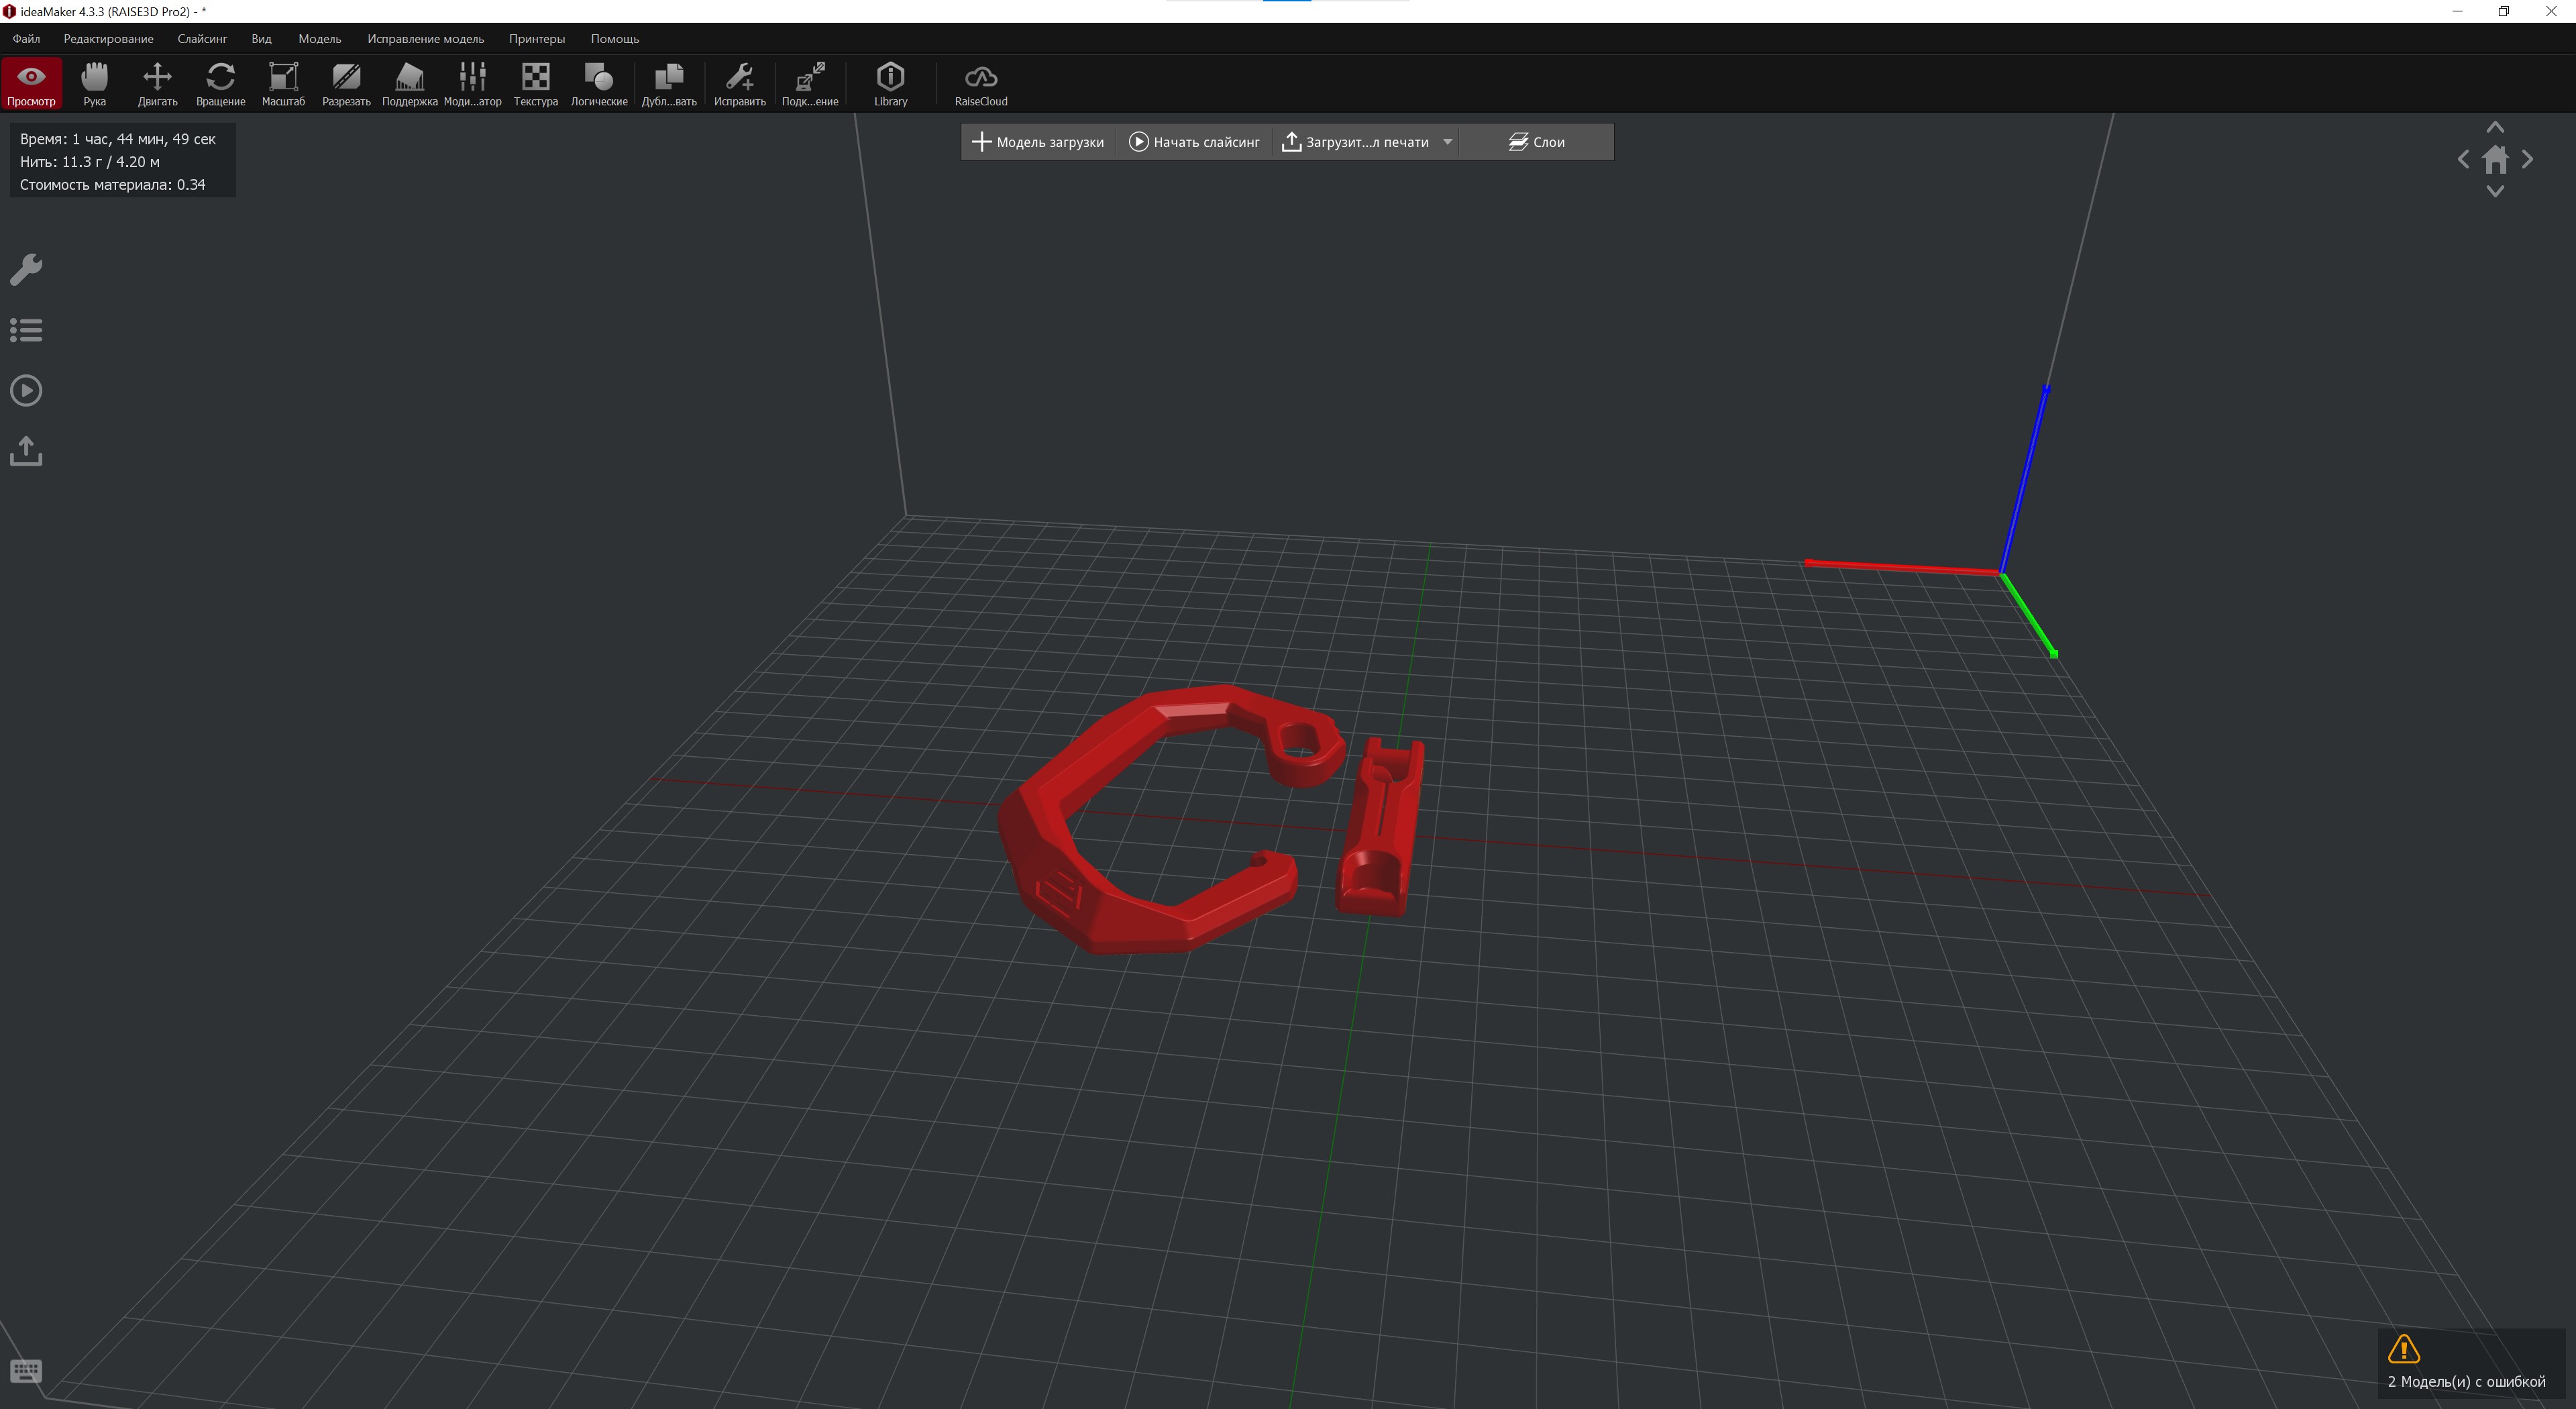 ideaMaker 4.3.3 (RAISE3D Pro2) - *
Файл Редактирование Слайсинг Вид Модель Исправление модель Принтеры Помощь
Просмотр Рука Двигать Вращение Масштаб Разрезать Поддержка Моди...атор Текстура Логические Дубл...вать Исправить Подк...ение Library RaiseCloud
Время: 1 час, 44 мин, 49 сек
Нить: 11.3 г / 4.20 м
Стоимость материала: 0.34
Модель загрузки Начать слайсинг Загрузит...л печати Слои
2 Модель(и) с ошибкой